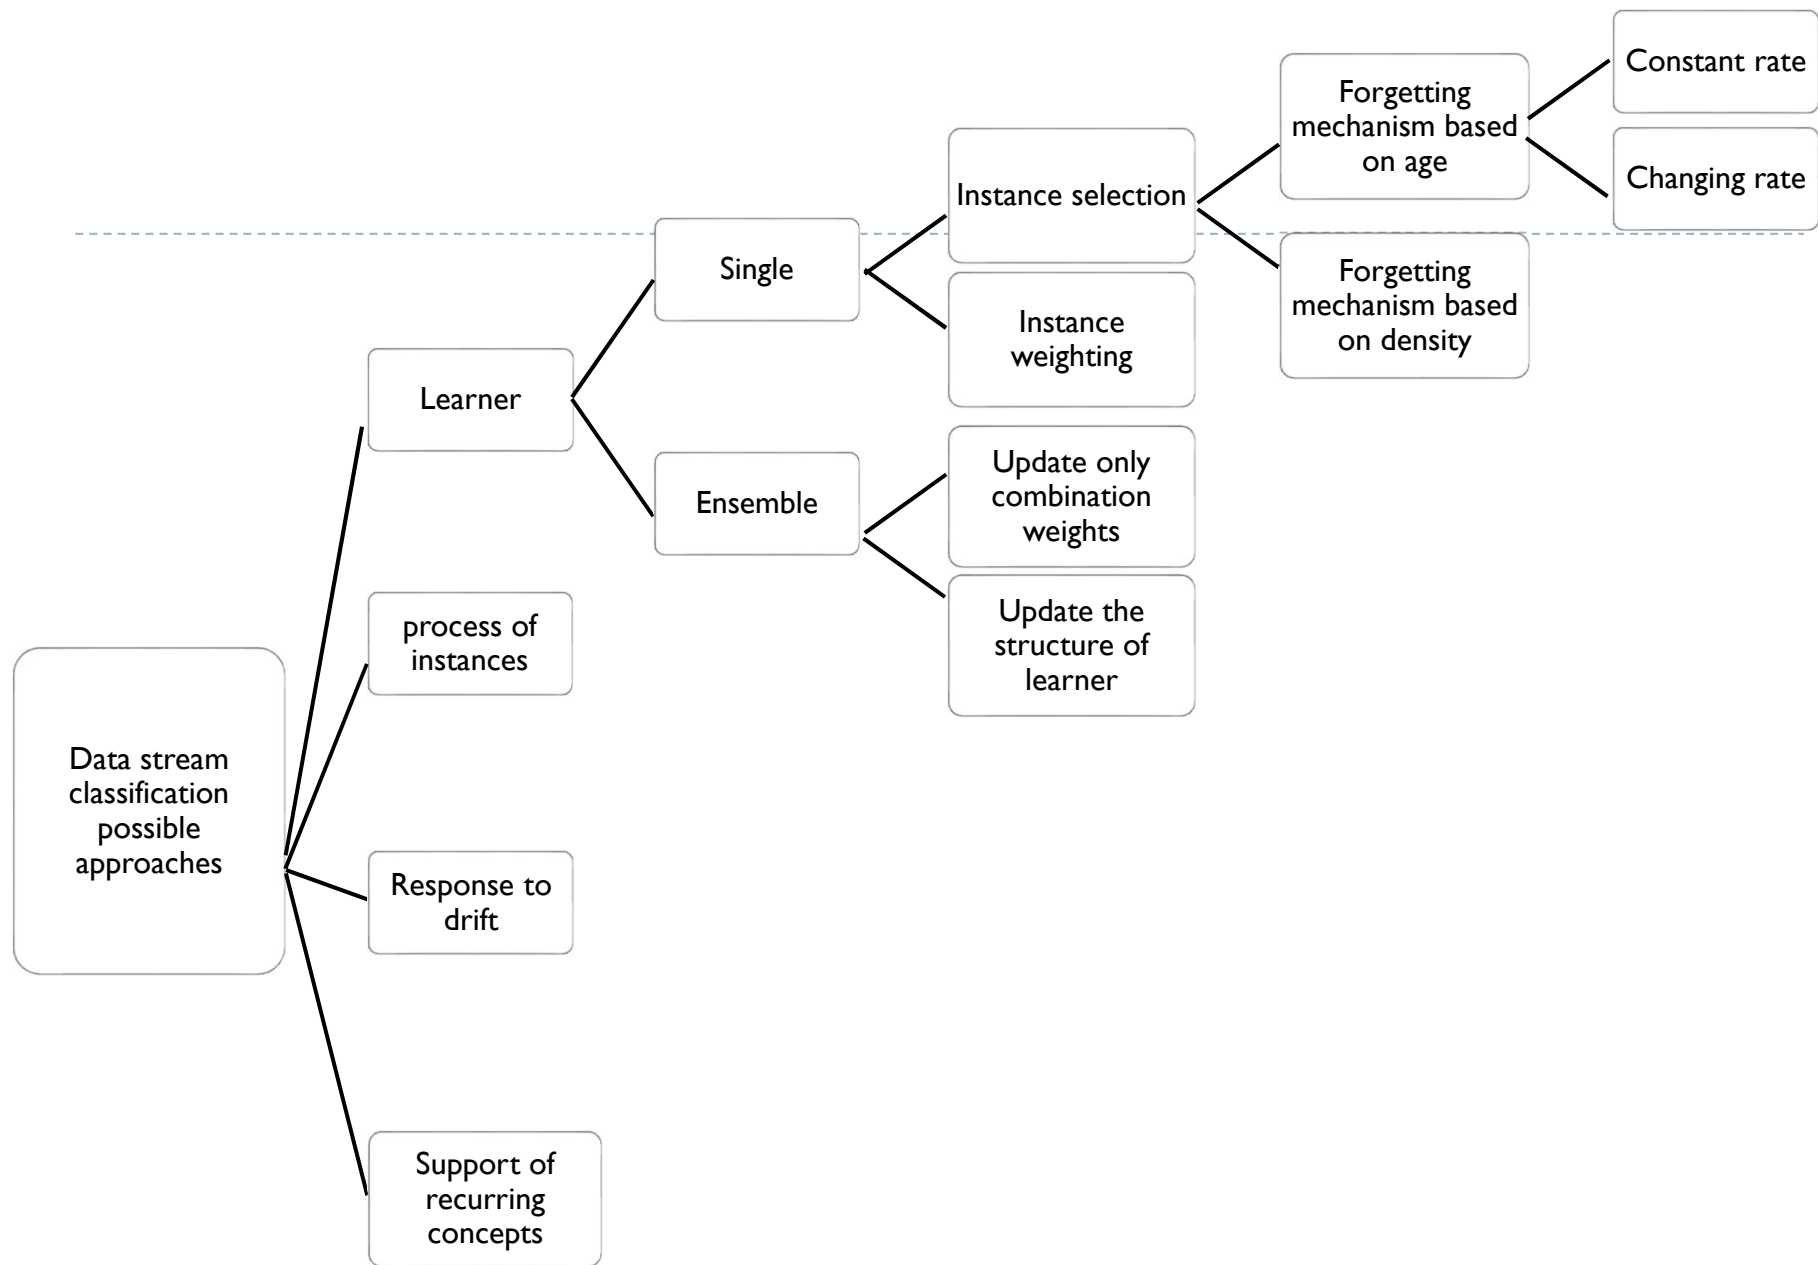 Data stream
classification
possible
approaches
Learner
process of
instances
Response to
drift
Support of
recurring
concepts
Single
Ensemble
Instance selection
Instance
weighting
Update only
combination
weights
Update the
structure of
learner
Forgetting
mechanism based
on age
Forgetting
mechanism based
on density
Constant rate
Changing rate